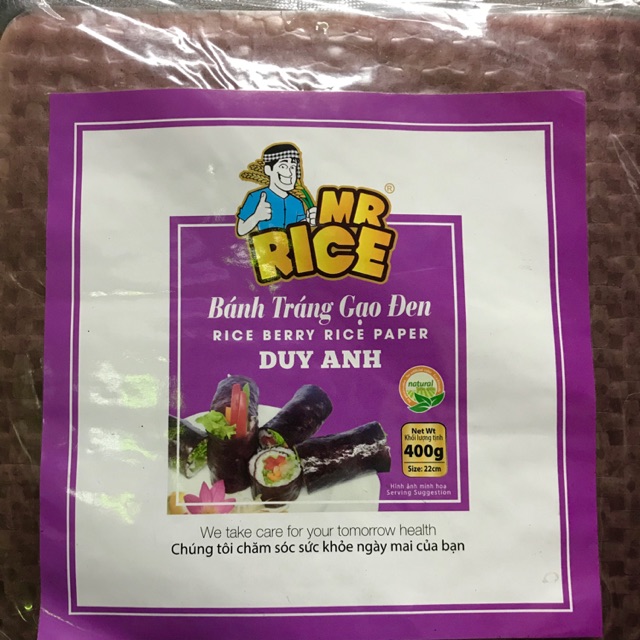 MR
RICE
®
Bánh Tráng Gạo Đen
RICE BERRY RICE PAPER
DUY ANH
natural
Net Wt
Khối lượng tịnh
400g
Size: 22cm
Hình ảnh minh họa
Serving Suggestion
We take care for your tomorrow health
Chúng tôi chăm sóc sức khỏe ngày mai của bạn